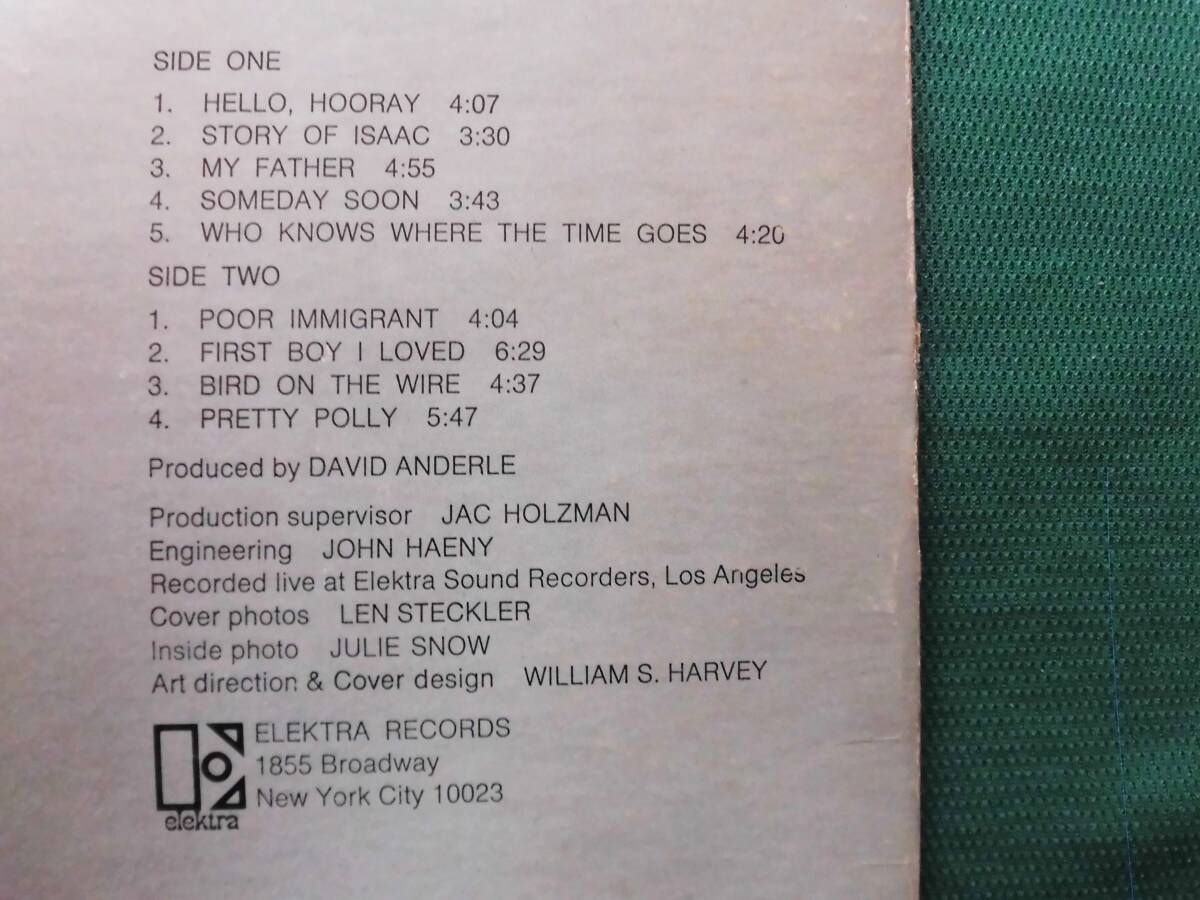 SIDE ONE
1. HELLO, HOORAY 4:07
2. STORY OF ISAAC 3:30
3. MY FATHER 4:55
4. SOMEDAY SOON 3:43
5. WHO KNOWS WHERE THE TIME GOES 4:20
SIDE TWO
1. POOR IMMIGRANT 4:04
2. FIRST BOY I LOVED 6:29
3. BIRD ON THE WIRE 4:37
4. PRETTY POLLY 5:47
Produced by DAVID ANDERLE
Production supervisor JAC HOLZMAN
Engineering JOHN HAENY
Recorded live at Elektra Sound Recorders, Los Angeles
Cover photos LEN STECKLER
Inside photo JULIE SNOW
Art direction & Cover design WILLIAM S. HARVEY
ELEKTRA RECORDS
1855 Broadway
New York City 10023
elektra